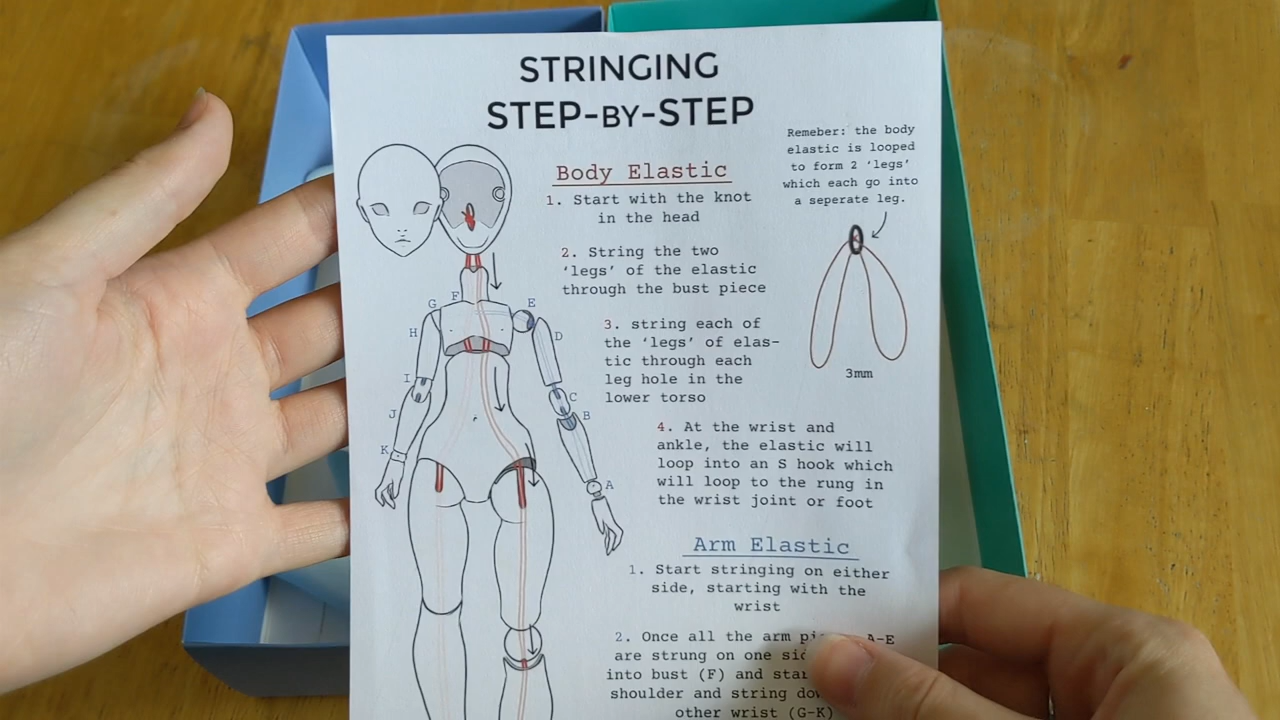 STRINGING
STEP-BY-STEP
Remeber: the body
elastic is looped
to form 2 'legs'
which each go into
a seperate leg.
3mm
Body Elastic
1. Start with the knot
in the head
2. String the two
'legs' of the elastic
through the bust piece
3. string each of
the 'legs' of elas-
tic through each
leg hole in the
lower torso
4. At the wrist and
ankle, the elastic will
loop into an S hook which
will loop to the rung in
the wrist joint or foot
Arm Elastic
1. Start stringing on either
side, starting with the
wrist
2. Once all the arm A-E
are strung on one
into bust (F) and
shoulder and string
other wrist (G-K)
G
F
E
H
D
I
C
J
B
K
A